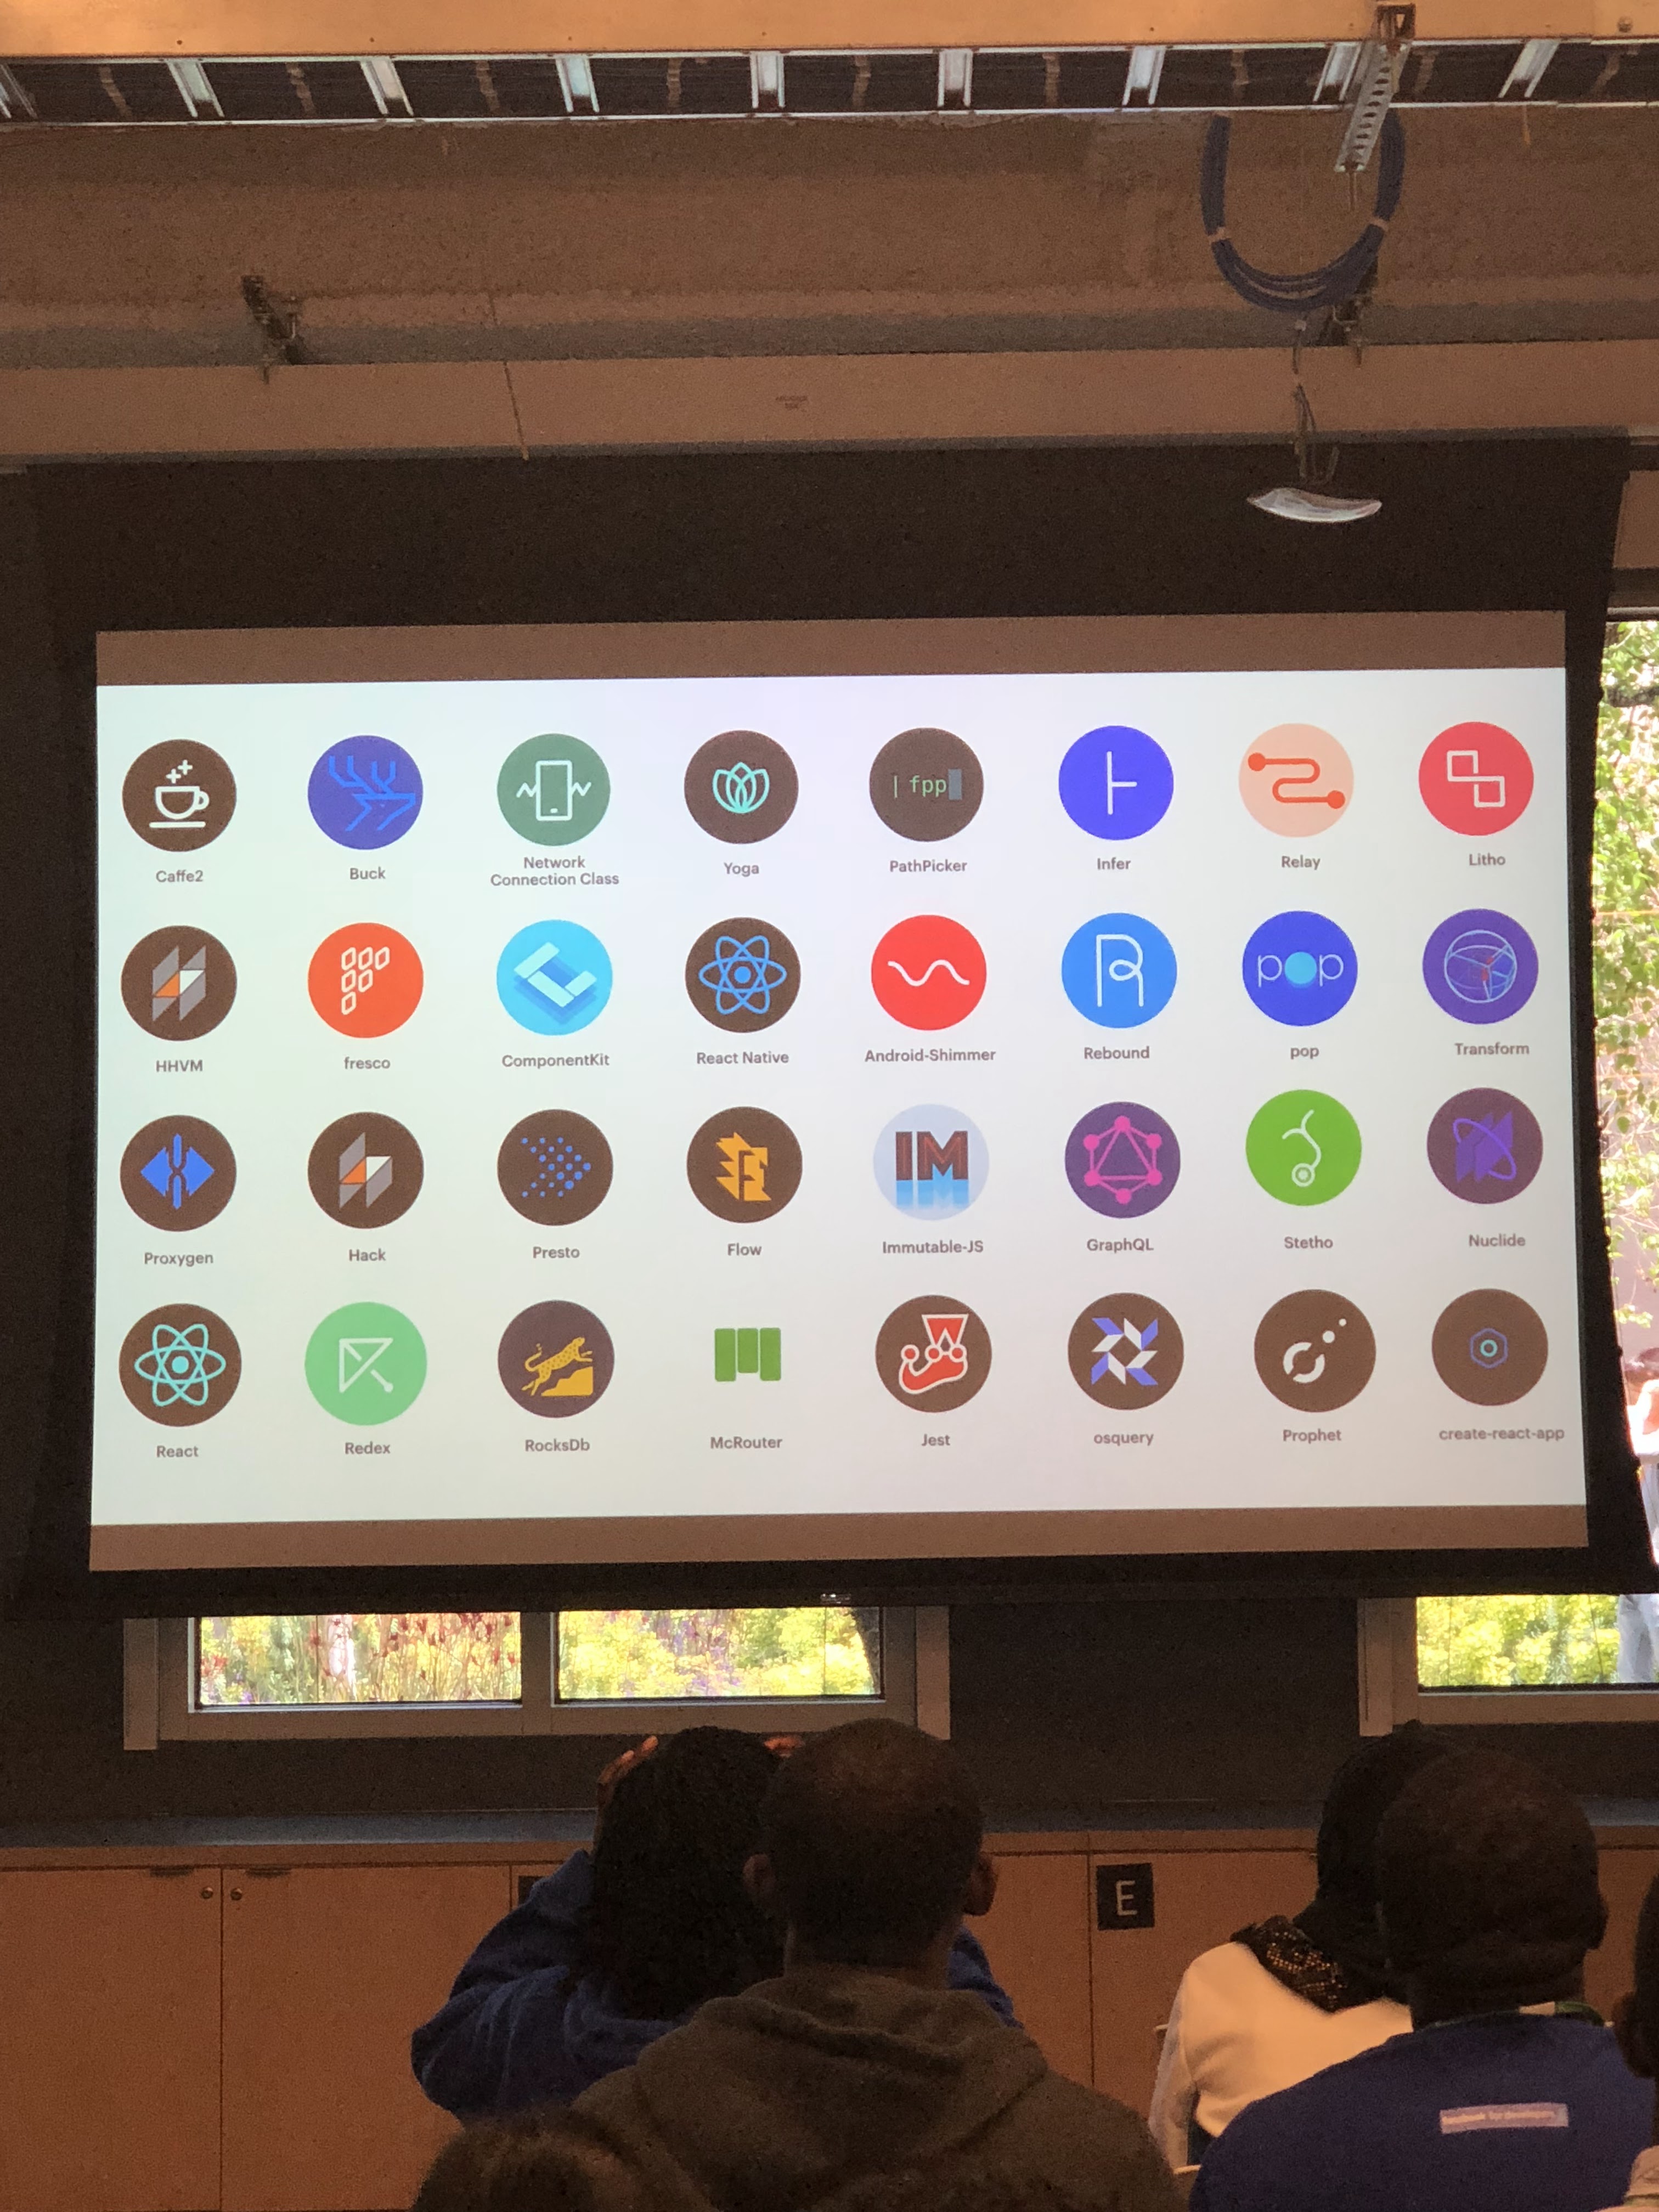 | fpp
Caffe2
Buck
Network
Connection Class
Yoga
PathPicker
Infer
Relay
Litho
pop
HHVM
fresco
ComponentKit
React Native
Android-Shimmer
Rebound
pop
Transform
IM
Proxygen
Hack
Presto
Flow
Immutable-JS
GraphQL
Stetho
Nuclide
React
Redex
RocksDb
McRouter
Jest
osquery
Prophet
create-react-app
E